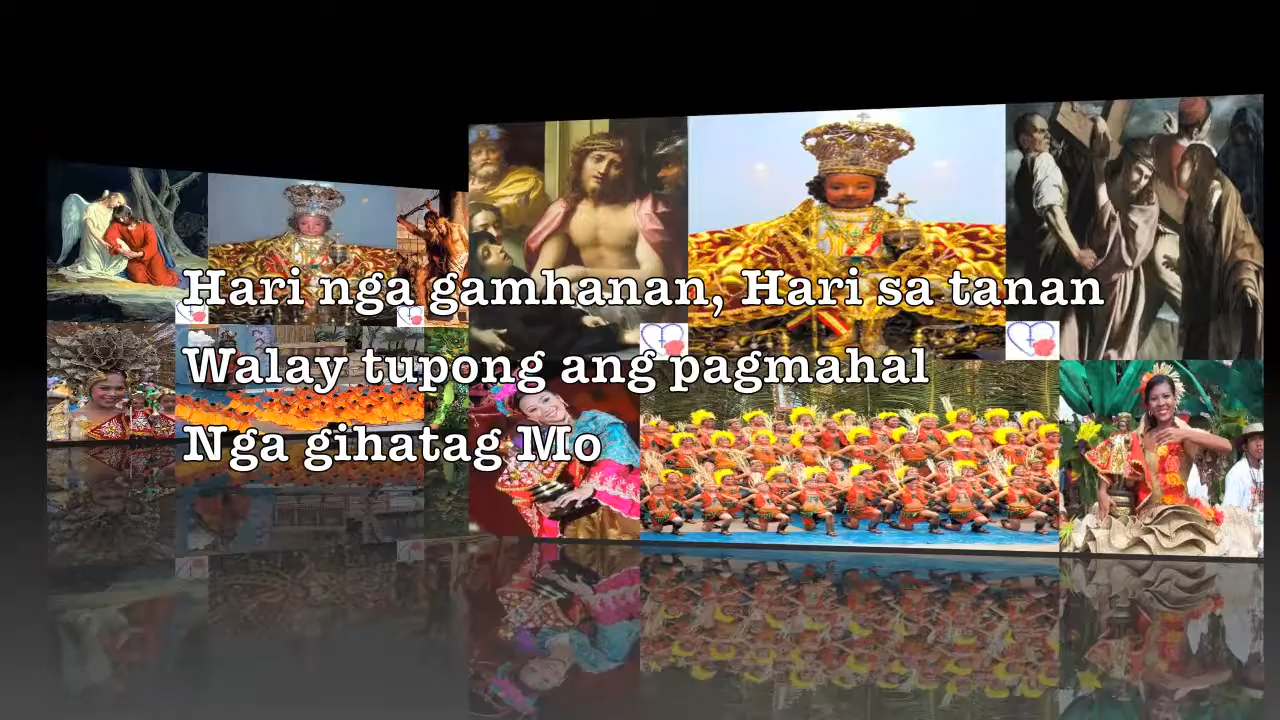 Hari nga gamhanan, Hari sa tanan
Walay tupong ang pagmahal
Nga gihatag Mo